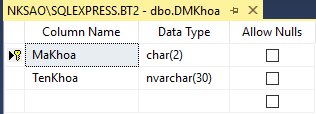 NKSAO\SQLEXPRESS.BT2 - dbo.DMKhoa
Column Name Data Type Allow Nulls
MaKhoa char(2)
TenKhoa nvarchar(30)